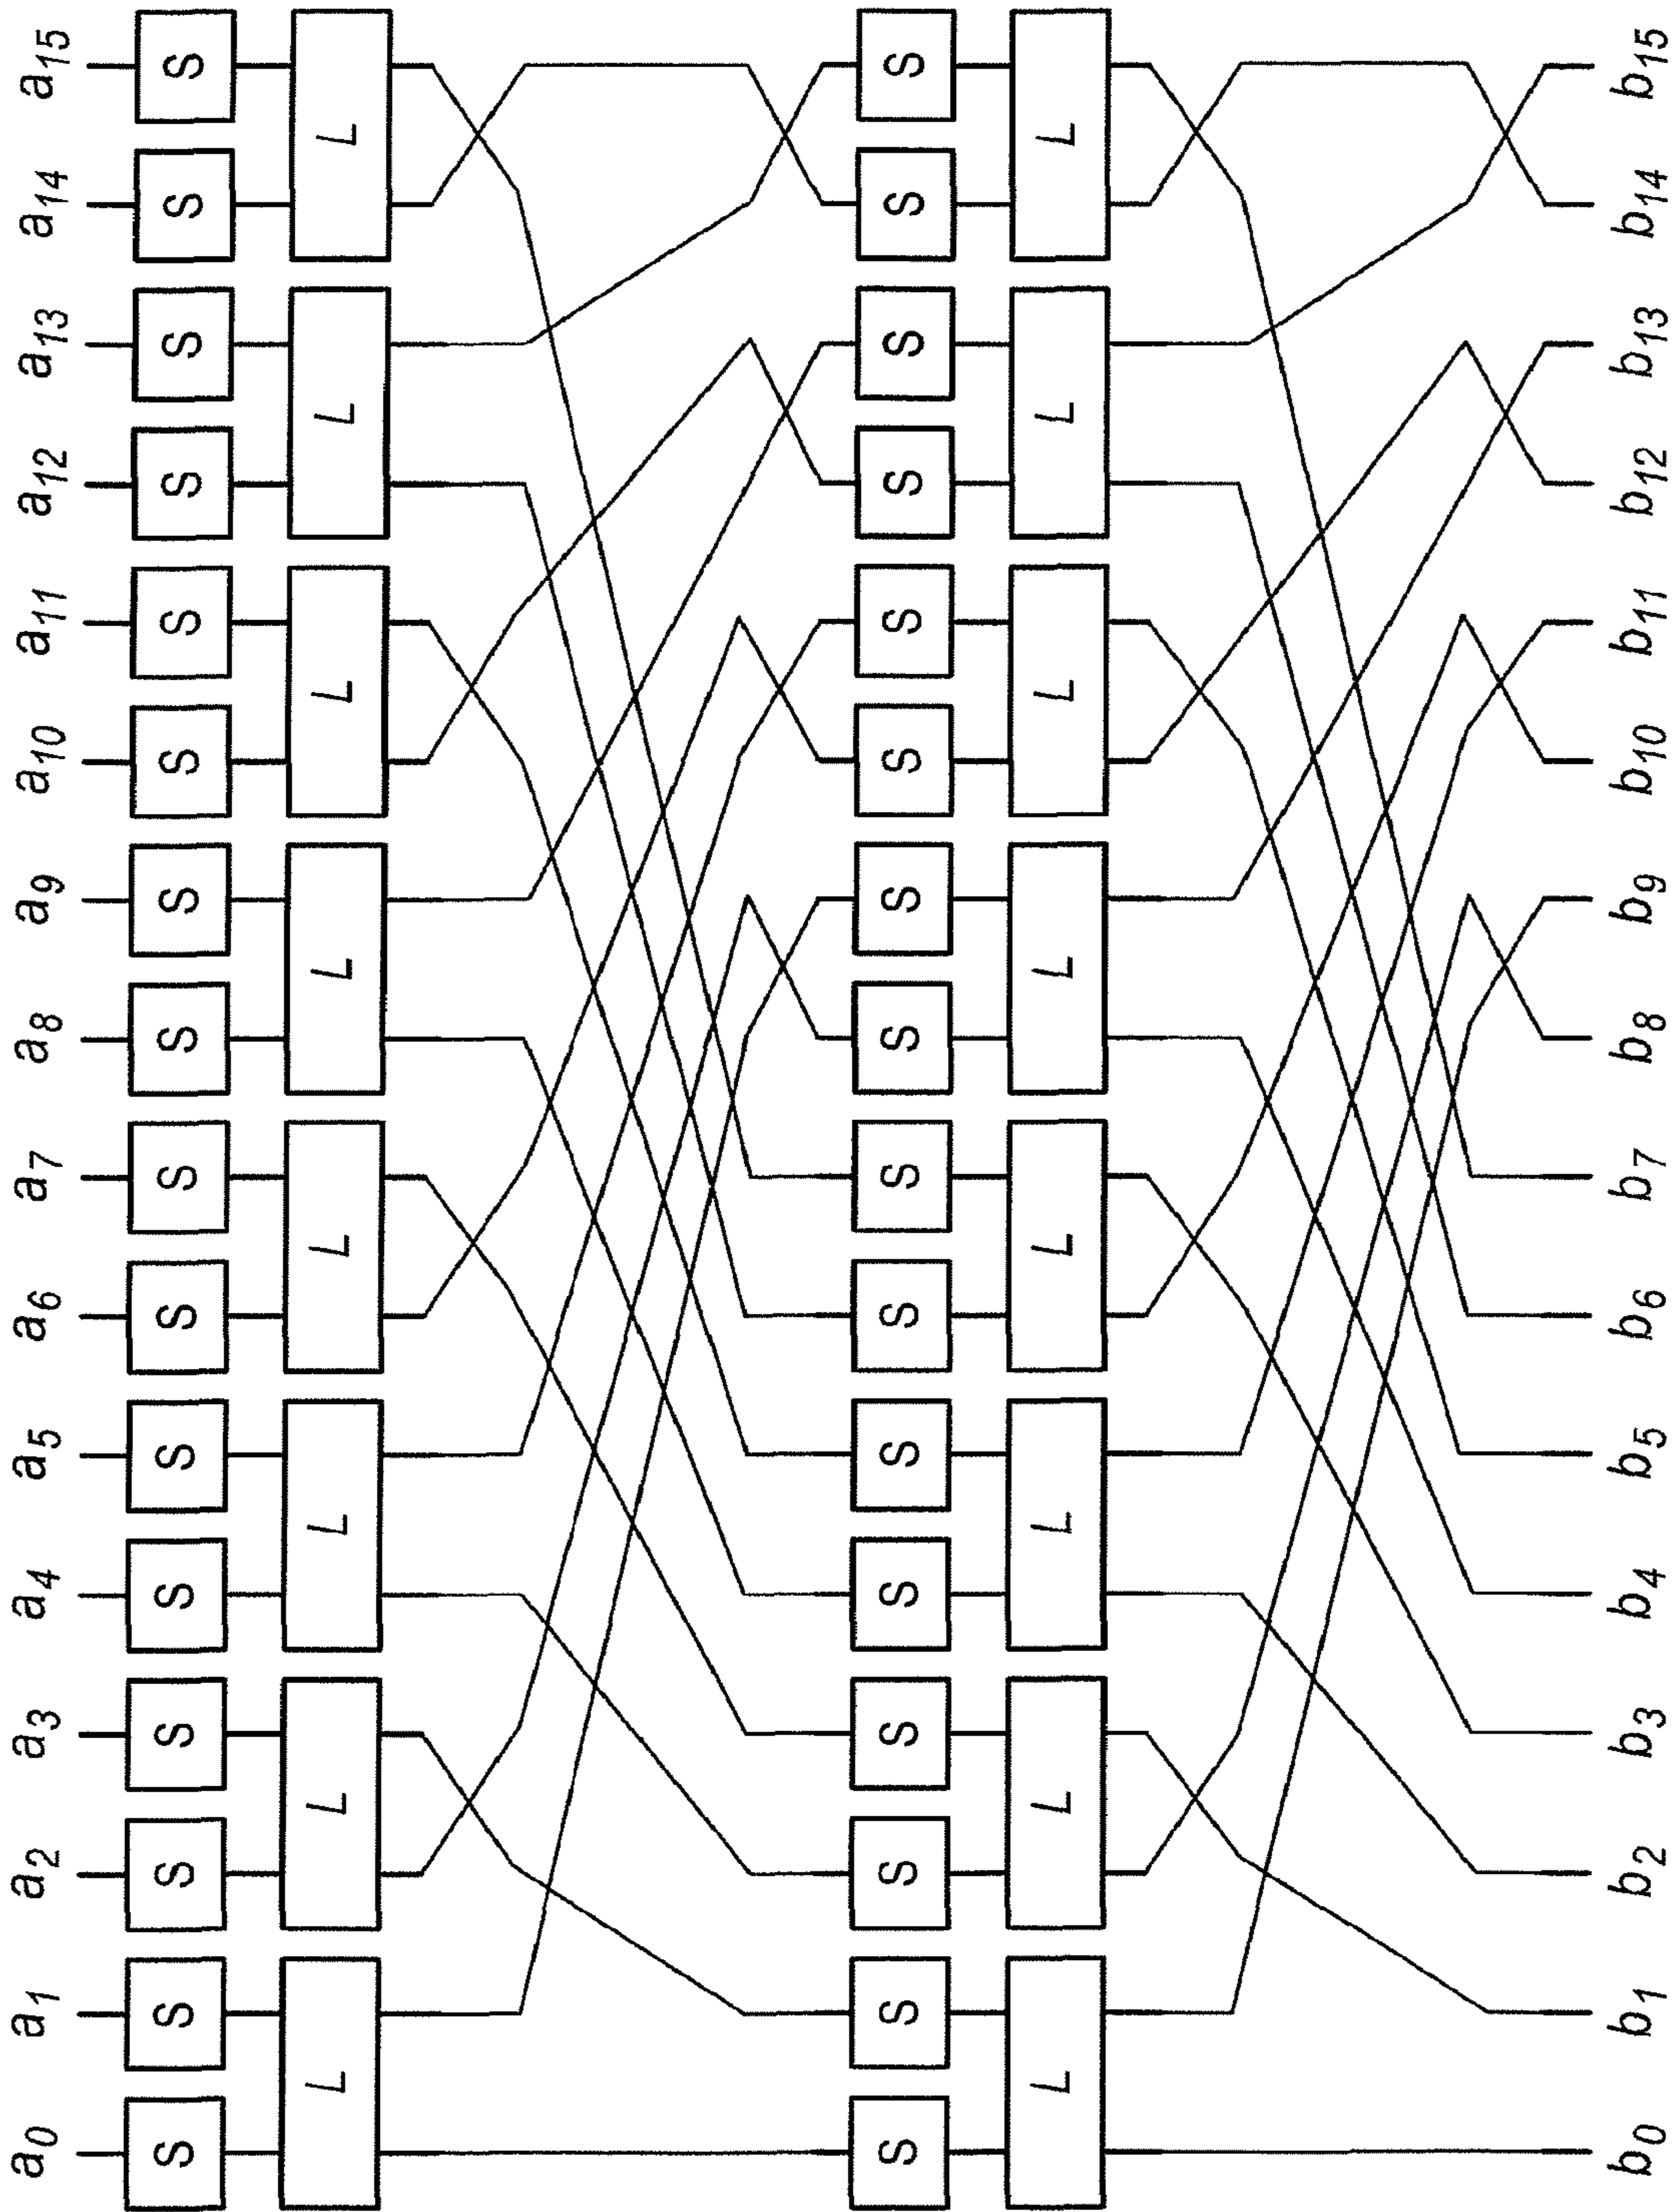 a0 a1 a2 a3 a4 a5 a6 a7 a8 a9 a10 a11 a12 a13 a14 a15
S S S S S S S S S S S S S S S S
L L L L L L L L
S S S S S S S S S S S S S S S S
L L L L L L L L
b0 b1 b2 b3 b4 b5 b6 b7 b8 b9 b10 b11 b12 b13 b14 b15